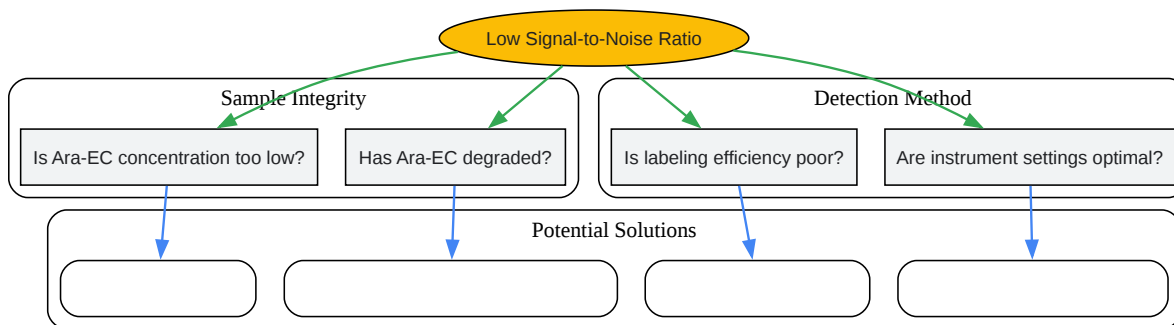 Low Signal-to-Noise Ratio
Sample Integrity
Detection Method
Is Ara-EC concentration too low?
Has Ara-EC degraded?
Is labeling efficiency poor?
Are instrument settings optimal?
Potential Solutions